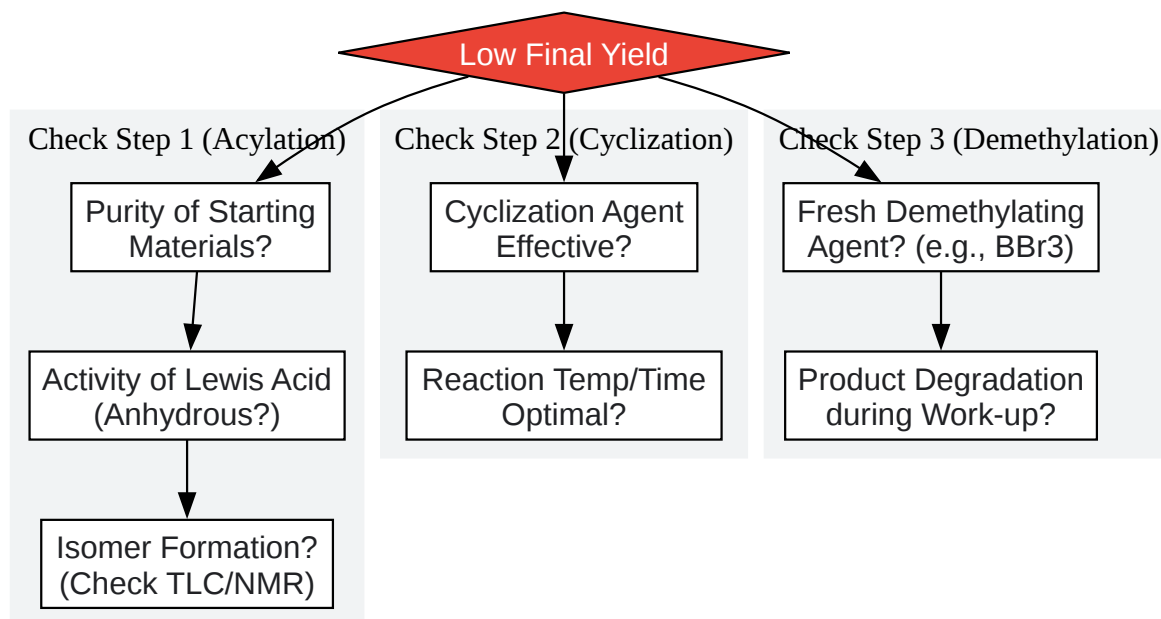 Low Final Yield
Check Step 1 (Acylation)
Purity of Starting
Materials?
Activity of Lewis Acid
(Anhydrous?)
Isomer Formation?
(Check TLC/NMR)
Check Step 2 (Cyclization)
Cyclization Agent
Effective?
Reaction Temp/Time
Optimal?
Check Step 3 (Demethylation)
Fresh Demethylating
Agent? (e.g., BBr3)
Product Degradation
during Work-up?